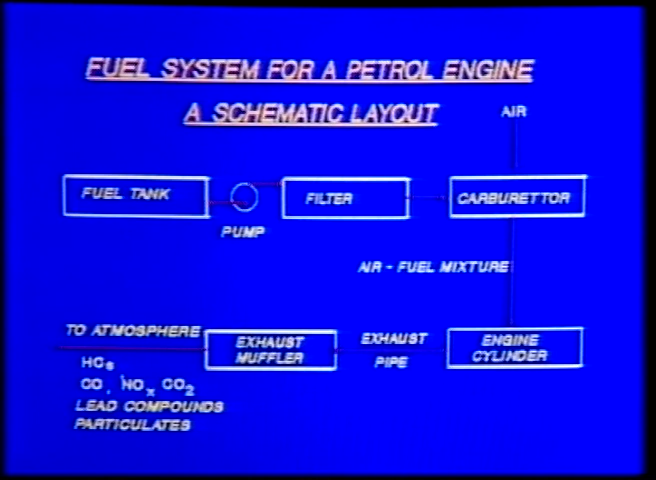 FUEL SYSTEM FOR A PETROL ENGINE
A SCHEMATIC LAYOUT
AIR
FUEL TANK
FILTER
CARBURETTOR
PUMP
AIR - FUEL MIXTURE
TO ATMOSPHERE
EXHAUST
MUFFLER
EXHAUST
PIPE
ENGINE
CYLINDER
HCs
CO, NOx CO2
LEAD COMPOUNDS
PARTICULATES